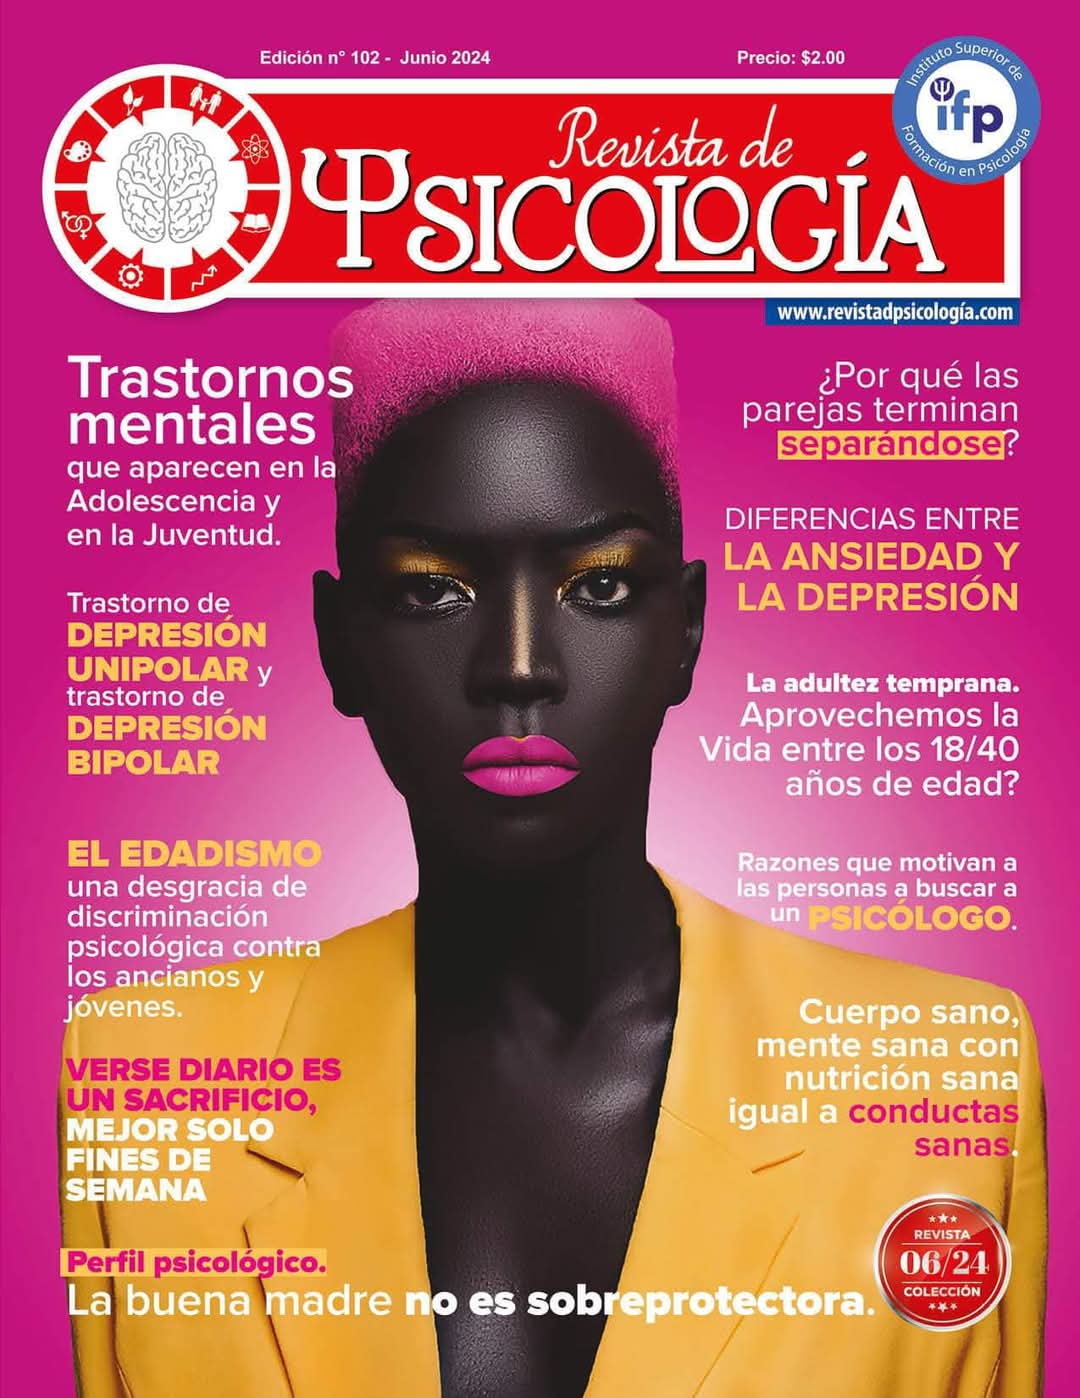 Edición n° 102 - Junio 2024
Precio: $2.00
Instituto Superior de
Formación en Psicología
ifp
Revista de
PSICOLOGÍA
www.revistadpsicología.com
Trastornos
mentales
que aparecen en la
Adolescencia y
en la Juventud.
Trastorno de
DEPRESIÓN
UNIPOLAR y
trastorno de
DEPRESIÓN
BIPOLAR
EL EDADISMO
una desgracia de
discriminación
psicológica contra
los ancianos y
jóvenes.
VERSE DIARIO ES
UN SACRIFICIO,
MEJOR SOLO
FINES DE
SEMANA
¿Por qué las
parejas terminan
separándose?
DIFERENCIAS ENTRE
LA ANSIEDAD Y
LA DEPRESIÓN
La adultez temprana.
Aprovechemos la
Vida entre los 18/40
años de edad?
Razones que motivan a
las personas a buscar a
un PSICÓLOGO.
Cuerpo sano,
mente sana con
nutrición sana
igual a conductas
sanas.
Perfil psicológico.
La buena madre no es sobreprotectora.
REVISTA
06/24
COLECCIÓN